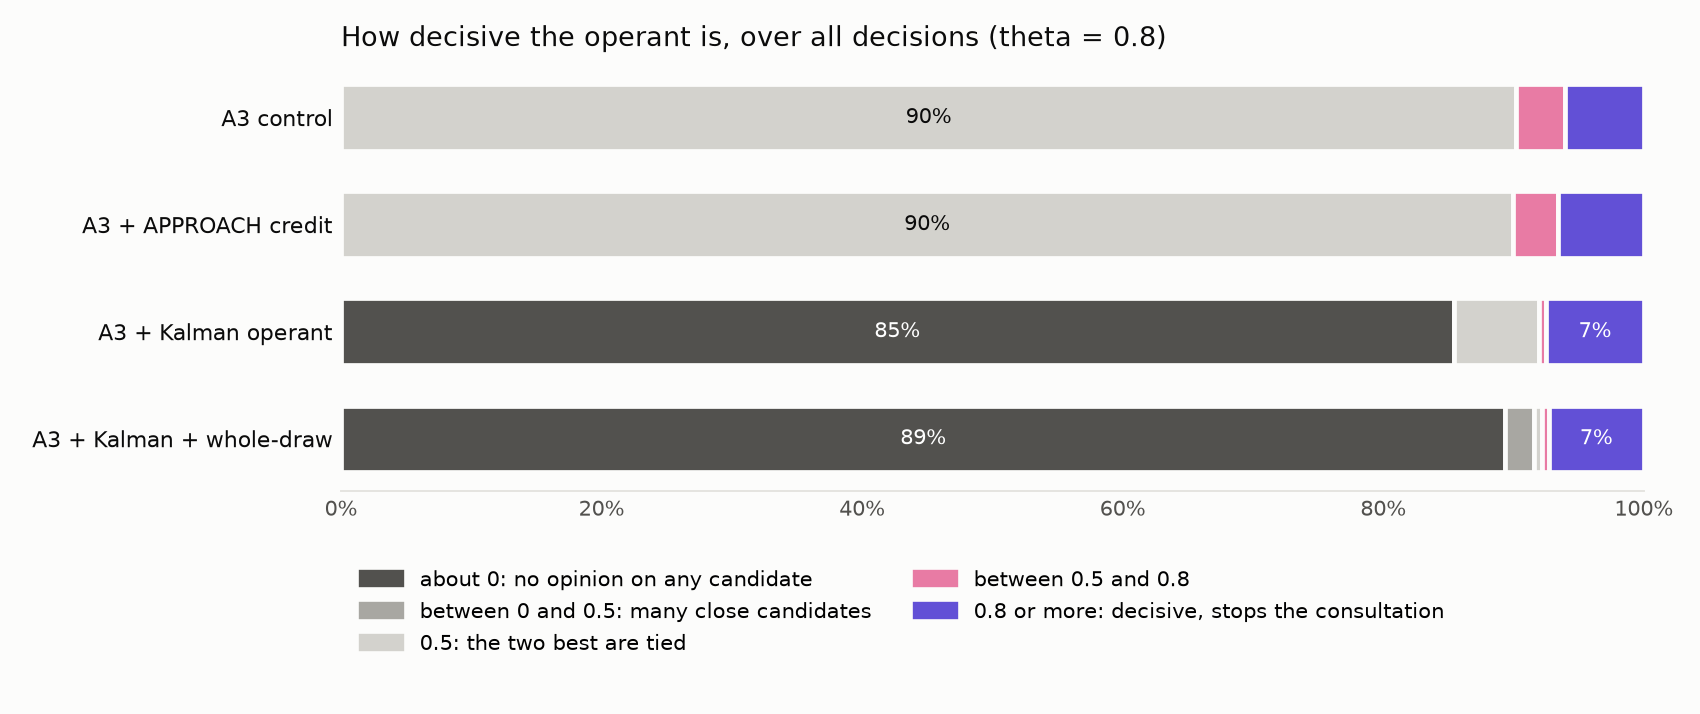 How decisive the operant is, over all decisions (theta = 0.8)
A3 control
90%
A3 + APPROACH credit
90%
A3 + Kalman operant
85%
7%
A3 + Kalman + whole-draw
89%
7%
0%
20%
40%
60%
80%
100%
about 0: no opinion on any candidate
between 0 and 0.5: many close candidates
0.5: the two best are tied
between 0.5 and 0.8
0.8 or more: decisive, stops the consultation